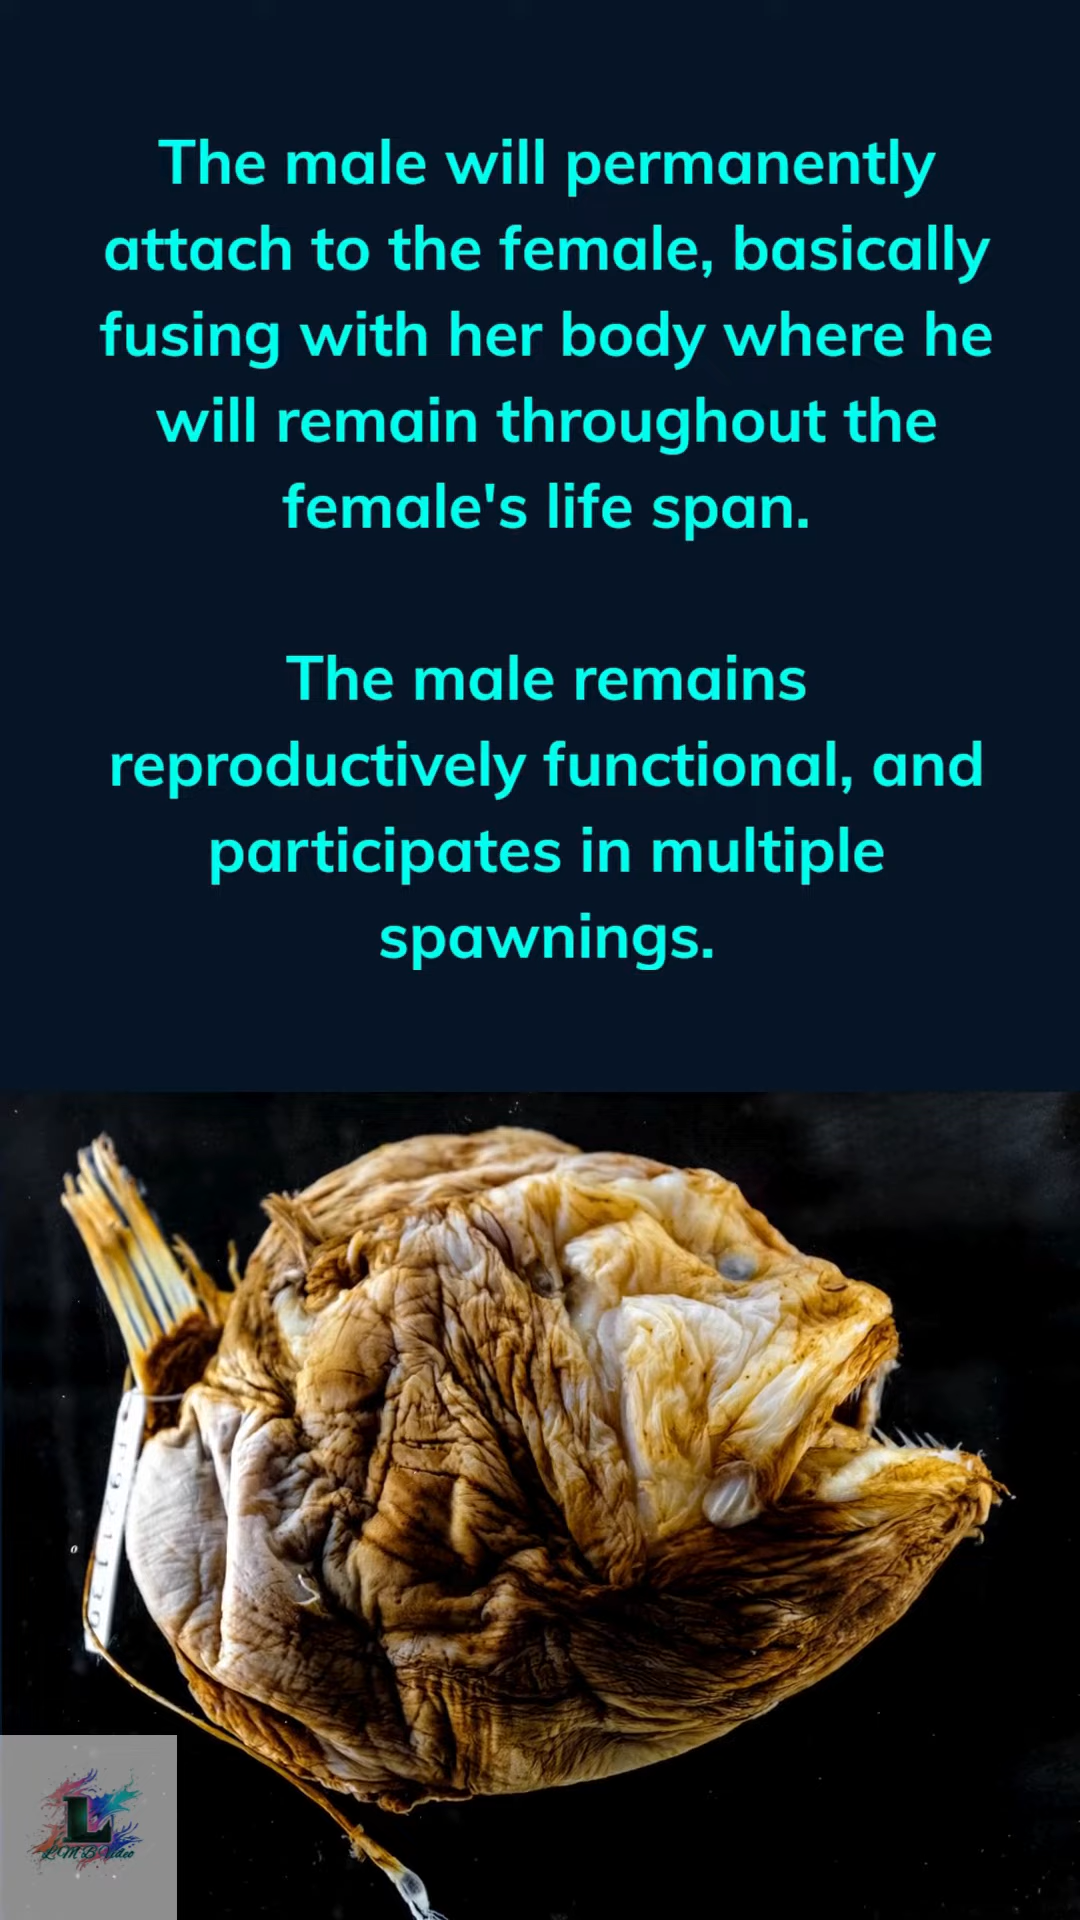 The male will permanently
attach to the female, basically
fusing with her body where he
will remain throughout the
female's life span.
The male remains
reproductively functional, and
participates in multiple
spawnings.
L